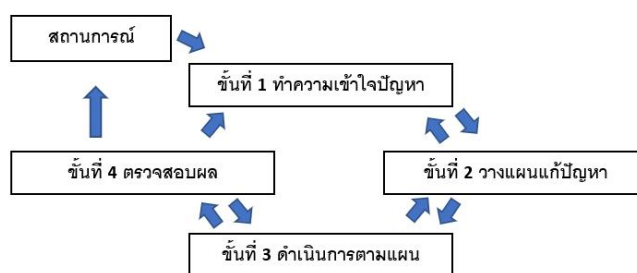 สถานการณ์
ขั้นที่ 1 ทำความเข้าใจปัญหา
ขั้นที่ 4 ตรวจสอบผล
ขั้นที่ 2 วางแผนแก้ปัญหา
ขั้นที่ 3 ดำเนินการตามแผน